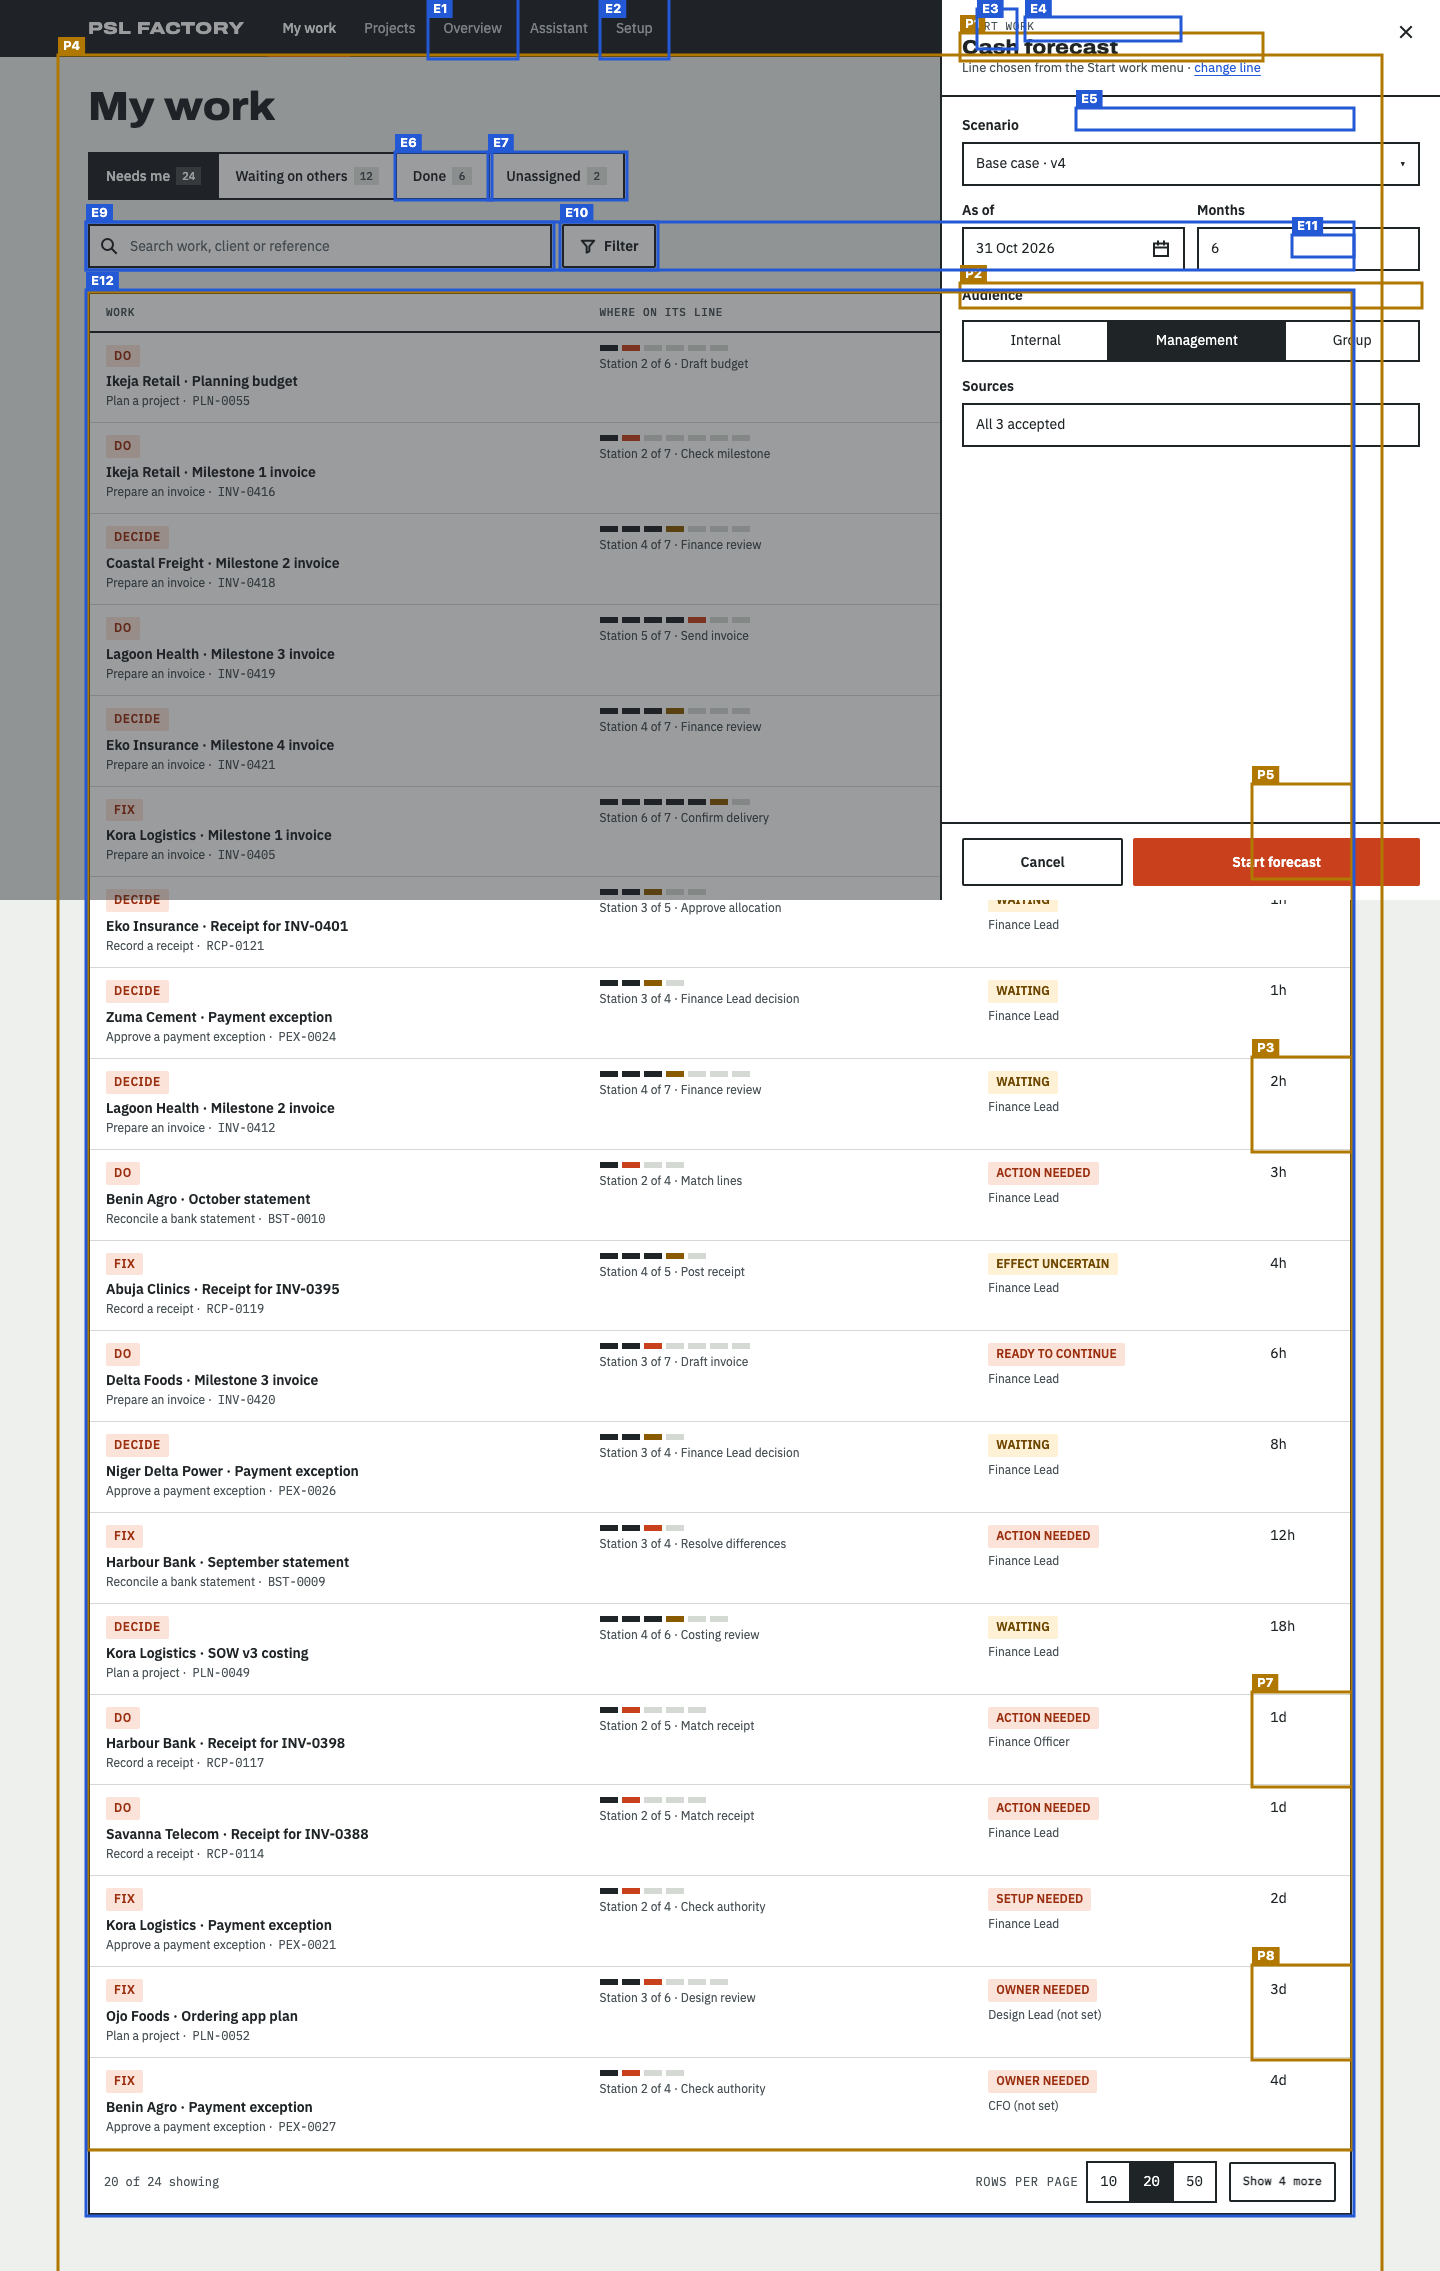 PSL FACTORY My work Projects Overview Assistant Setup
E1 E2 E3 E4
P4
Cash forecast
Line chosen from the Start work menu · change line
My work
E5
Scenario
Base case · v4
E6 E7
Needs me 24 Waiting on others 12 Done 6 Unassigned 2
As of Months
31 Oct 2026 6
E9 E10 E11
Search work, client or reference Filter
P2
Audience
Internal Management Group
Sources
All 3 accepted
E12
WORK WHERE ON ITS LINE
DO
Ikeja Retail · Planning budget
Plan a project · PLN-0055
Station 2 of 6 · Draft budget
DO
Ikeja Retail · Milestone 1 invoice
Prepare an invoice · INV-0416
Station 2 of 7 · Check milestone
DECIDE
Coastal Freight · Milestone 2 invoice
Prepare an invoice · INV-0418
Station 4 of 7 · Finance review
DO
Lagoon Health · Milestone 3 invoice
Prepare an invoice · INV-0419
Station 5 of 7 · Send invoice
DECIDE
Eko Insurance · Milestone 4 invoice
Prepare an invoice · INV-0421
Station 4 of 7 · Finance review
P5
FIX
Kora Logistics · Milestone 1 invoice
Prepare an invoice · INV-0405
Station 6 of 7 · Confirm delivery
Cancel Start forecast
DECIDE
Eko Insurance · Receipt for INV-0401
Record a receipt · RCP-0121
Station 3 of 5 · Approve allocation
WAITING
Finance Lead
1h
DECIDE
Zuma Cement · Payment exception
Approve a payment exception · PEX-0024
Station 3 of 4 · Finance Lead decision
WAITING
Finance Lead
1h
P3
DECIDE
Lagoon Health · Milestone 2 invoice
Prepare an invoice · INV-0412
Station 4 of 7 · Finance review
WAITING
Finance Lead
2h
DO
Benin Agro · October statement
Reconcile a bank statement · BST-0010
Station 2 of 4 · Match lines
ACTION NEEDED
Finance Lead
3h
FIX
Abuja Clinics · Receipt for INV-0395
Record a receipt · RCP-0119
Station 4 of 5 · Post receipt
EFFECT UNCERTAIN
Finance Lead
4h
DO
Delta Foods · Milestone 3 invoice
Prepare an invoice · INV-0420
Station 3 of 7 · Draft invoice
READY TO CONTINUE
Finance Lead
6h
DECIDE
Niger Delta Power · Payment exception
Approve a payment exception · PEX-0026
Station 3 of 4 · Finance Lead decision
WAITING
Finance Lead
8h
FIX
Harbour Bank · September statement
Reconcile a bank statement · BST-0009
Station 3 of 4 · Resolve differences
ACTION NEEDED
Finance Lead
12h
DECIDE
Kora Logistics · SOW v3 costing
Plan a project · PLN-0049
Station 4 of 6 · Costing review
WAITING
Finance Lead
18h
P7
DO
Harbour Bank · Receipt for INV-0398
Record a receipt · RCP-0117
Station 2 of 5 · Match receipt
ACTION NEEDED
Finance Officer
1d
DO
Savanna Telecom · Receipt for INV-0388
Record a receipt · RCP-0114
Station 2 of 5 · Match receipt
ACTION NEEDED
Finance Lead
1d
FIX
Kora Logistics · Payment exception
Approve a payment exception · PEX-0021
Station 2 of 4 · Check authority
SETUP NEEDED
Finance Lead
2d
P8
FIX
Ojo Foods · Ordering app plan
Plan a project · PLN-0052
Station 3 of 6 · Design review
OWNER NEEDED
Design Lead (not set)
3d
FIX
Benin Agro · Payment exception
Approve a payment exception · PEX-0027
Station 2 of 4 · Check authority
OWNER NEEDED
CFO (not set)
4d
20 of 24 showing ROWS PER PAGE 10 20 50 Show 4 more